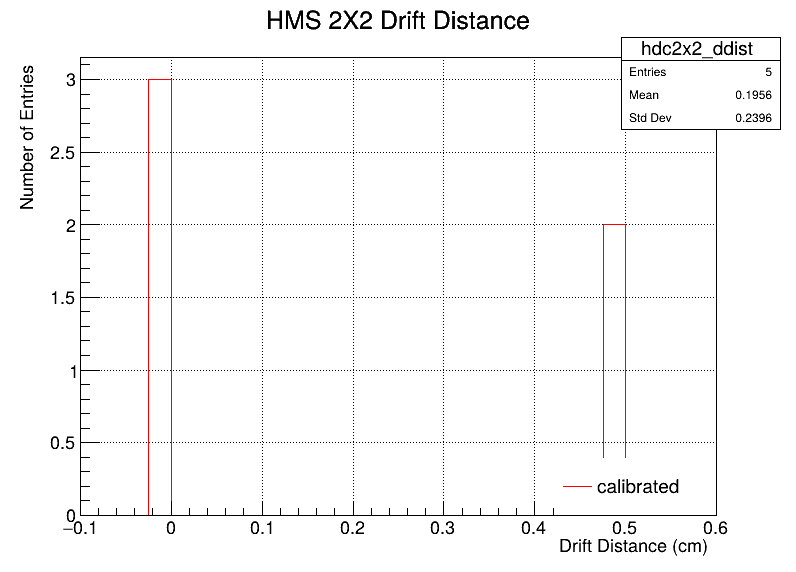 HMS 2X2 Drift Distance
hdc2x2_ddist
Entries 5
Mean 0.1956
Std Dev 0.2396
Number of Entries
3
2.5
2
1.5
1
0.5
0
calibrated
−0.1 0 0.1 0.2 0.3 0.4 0.5 0.6
Drift Distance (cm)